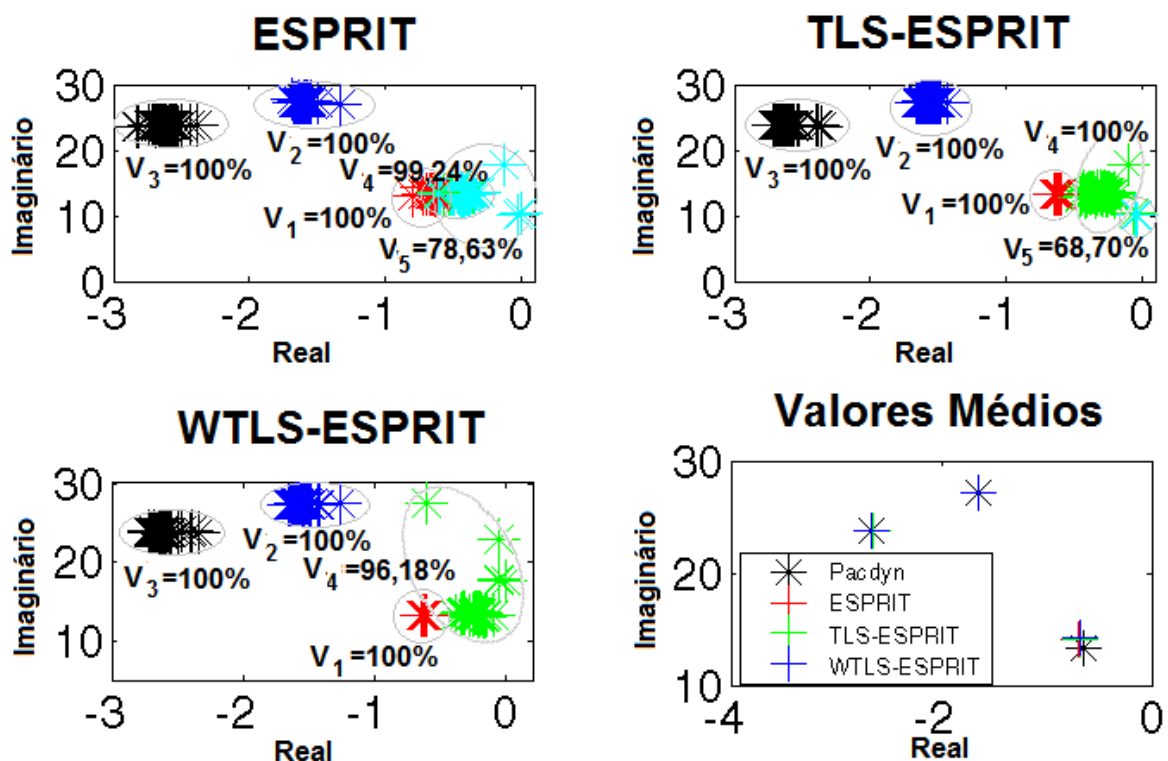 ESPRIT
Imaginário
30
20
10
0
V3=100%
V2=100%
V4=99,24%
V1=100%
V5=78,63%
-3
-2
-1
0
Real
TLS-ESPRIT
Imaginário
30
20
10
0
V3=100%
V2=100%
V4=100%
V1=100%
V5=68,70%
-3
-2
-1
0
Real
WTLS-ESPRIT
Imaginário
30
20
10
V3=100%
V2=100%
V4=96,18%
V1=100%
-3
-2
-1
0
Real
Valores Médios
Imaginário
30
20
10
Pacdyn
ESPRIT
TLS-ESPRIT
WTLS-ESPRIT
-4
-2
0
Real